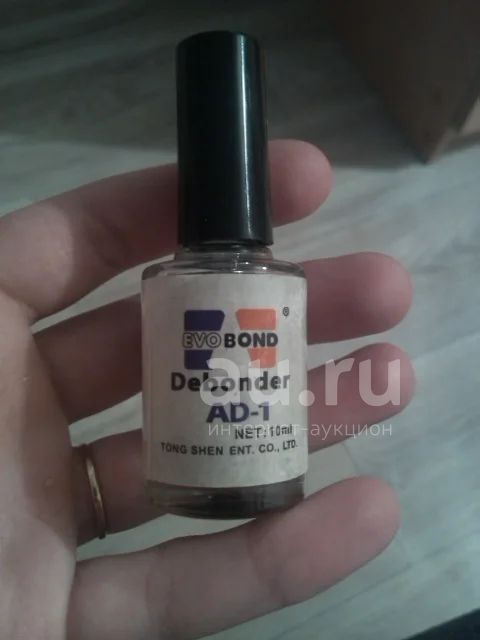 ®
EVO BOND
Debonder
AD-1
NET: 10ml
TONG SHEN ENT. CO., LTD.
au.ru
интернет-аукцион